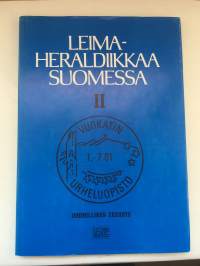 LEIMA-
HERALDIIKKAA
SUOMESSA
II
VUOKATIN
1.-7.81
URHEILUOPISTO